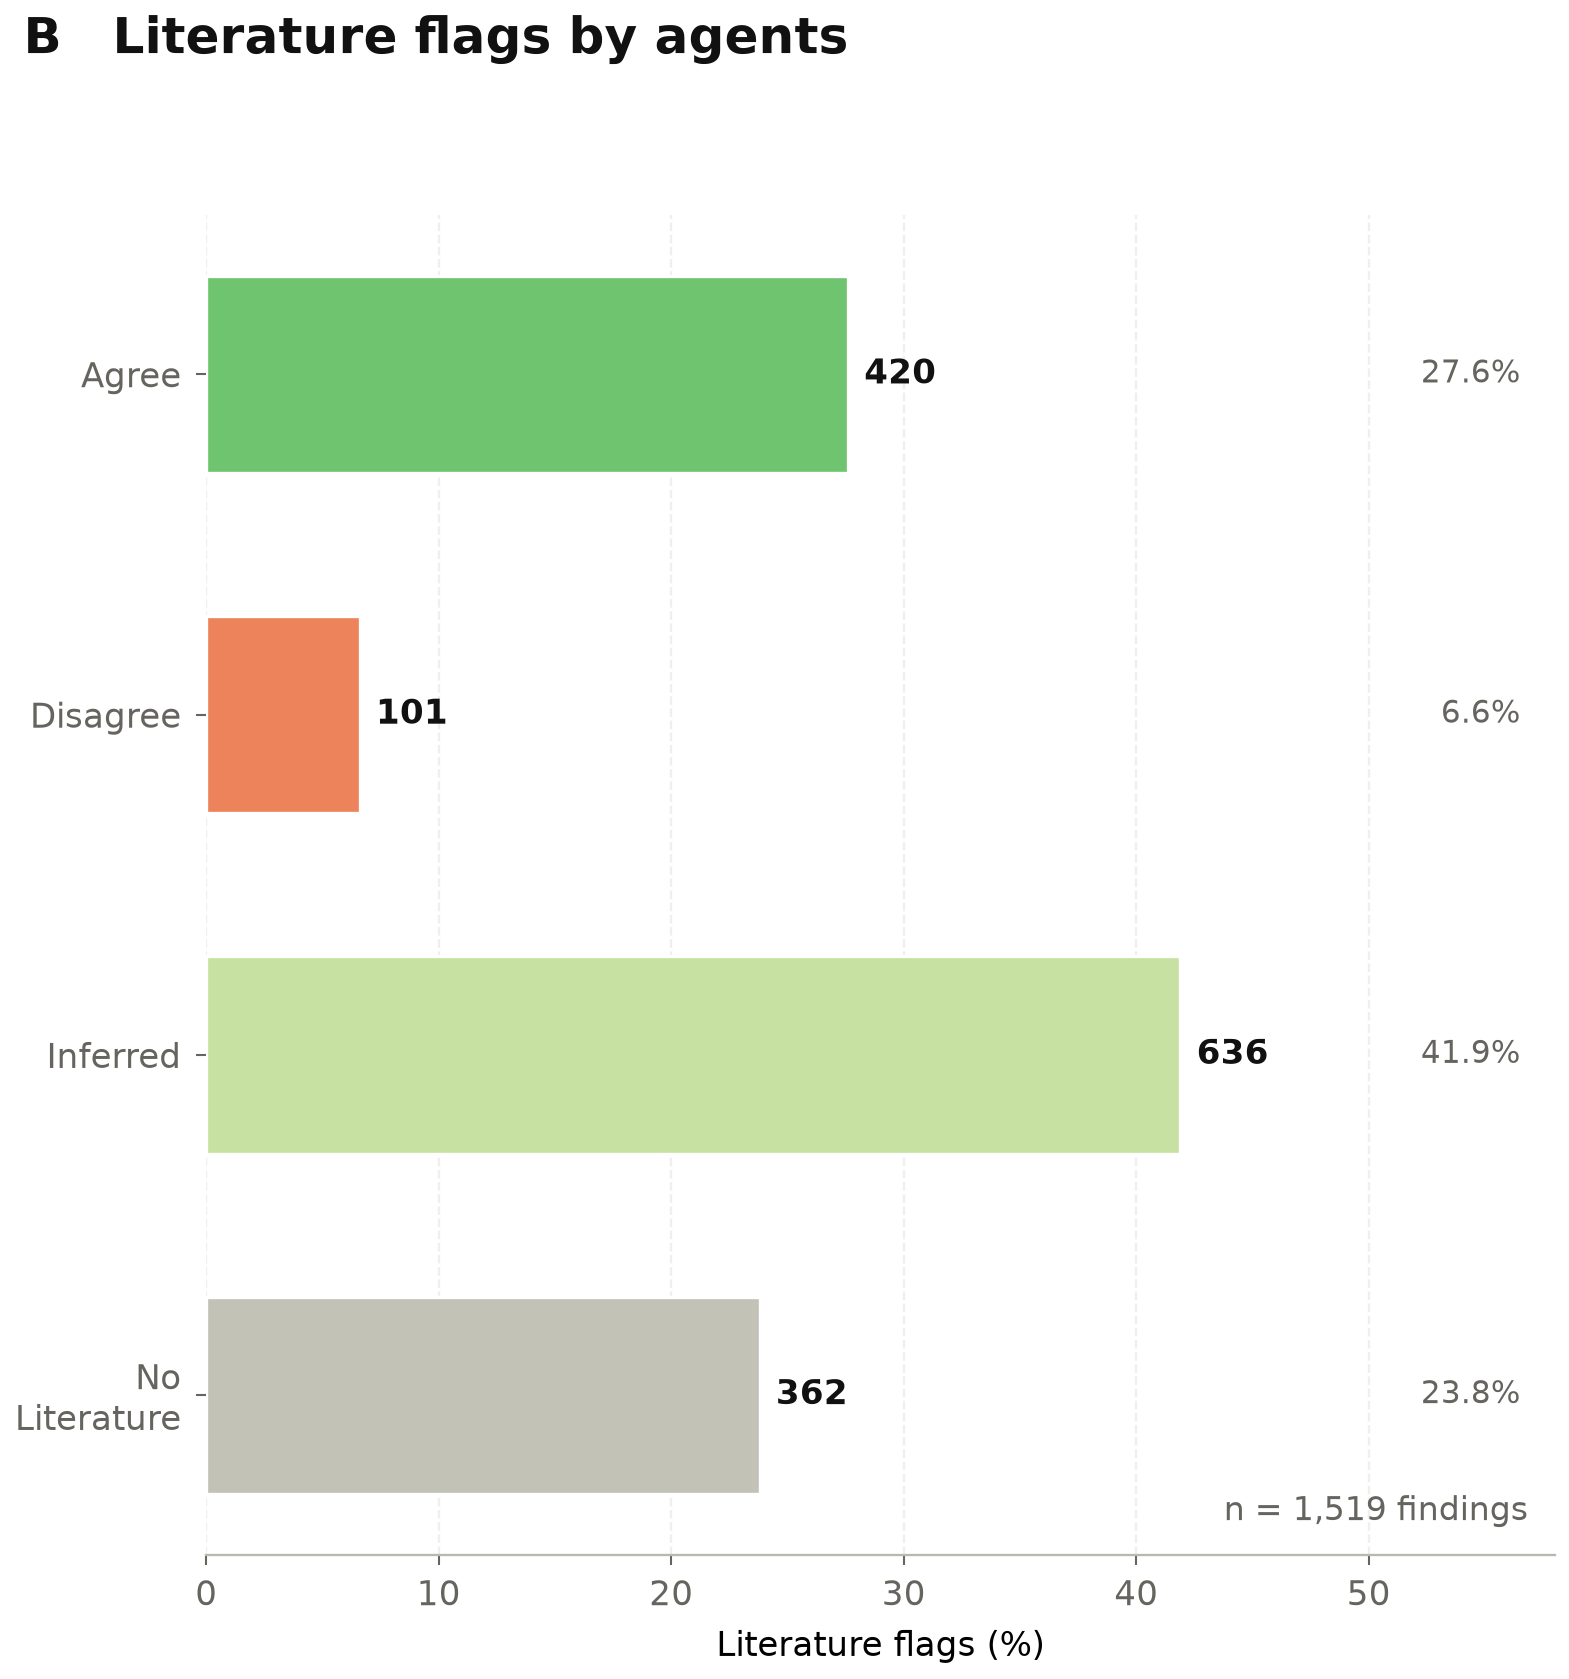 B Literature flags by agents
Agree
420
27.6%
Disagree
101
6.6%
Inferred
636
41.9%
No
Literature
362
23.8%
n = 1,519 findings
0 10 20 30 40 50
Literature flags (%)